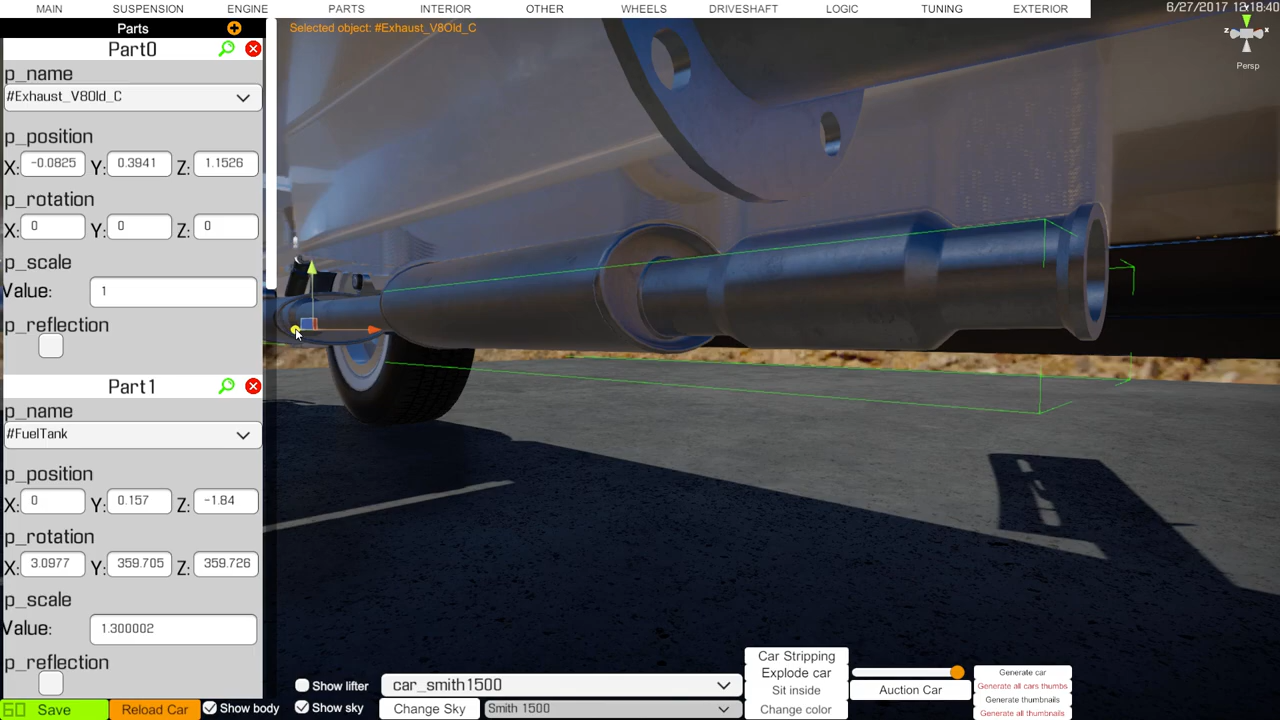 MAIN SUSPENSION ENGINE PARTS INTERIOR OTHER WHEELS DRIVESHAFT LOGIC TUNING EXTERIOR
6/27/2017 12:18:40
Parts
Selected object: #Exhaust_V8Old_C
Part0
p_name
#Exhaust_V8Old_C
p_position
X: -0.0825 Y: 0.3941 Z: 1.1526
p_rotation
X: 0 Y: 0 Z: 0
p_scale
Value: 1
p_reflection
Part1
p_name
#FuelTank
p_position
X: 0 Y: 0.157 Z: -1.84
p_rotation
X: 3.0977 Y: 359.705 Z: 359.726
p_scale
Value: 1.300002
p_reflection
z x
Persp
Show lifter
car_smith1500
Car Stripping
Explode car
Sit inside
Change color
Auction Car
Generate car
Generate all cars thumbs
Generate thumbnails
Generate all thumbnails
60 Save Reload Car Show body Show sky Change Sky Smith 1500